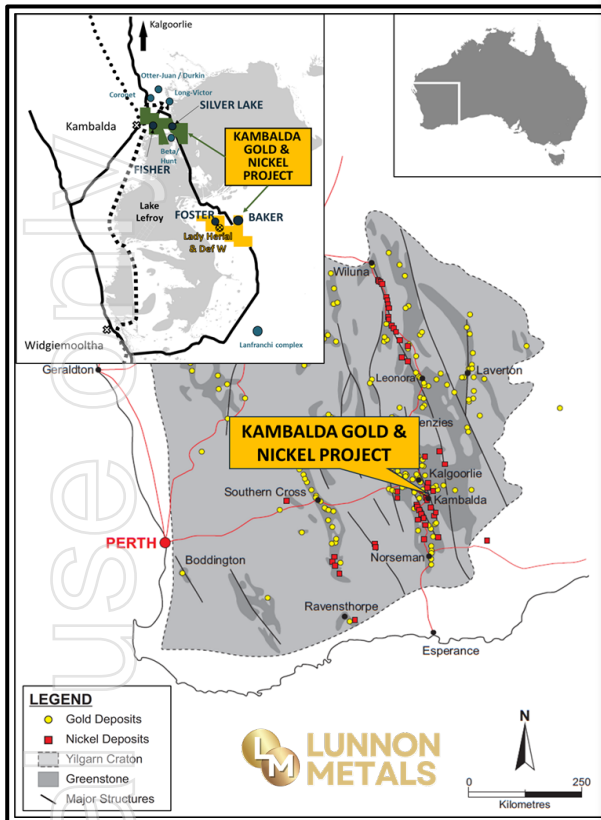 Kalgoorlie
Otter-Juan / Durkin
Coronet
Long-Victor
SILVER LAKE
Kambalda
Beta/
Hunt
FISHER
KAMBALDA
GOLD &
NICKEL
PROJECT
Lake
Lefroy
FOSTER
BAKER
Lady Herial
& Def W
Widgiemooltha
Lanfranchi complex
Geraldton
Wiluna
Leonora
Laverton
enzies
KAMBALDA GOLD &
NICKEL PROJECT
Kalgoorlie
Kambalda
Southern Cross
PERTH
Boddington
Norseman
Ravensthorpe
Esperance
LEGEND
Gold Deposits
Nickel Deposits
Yilgarn Craton
Greenstone
Major Structures
LM LUNNON
METALS
N
0 250
Kilometres
l use only